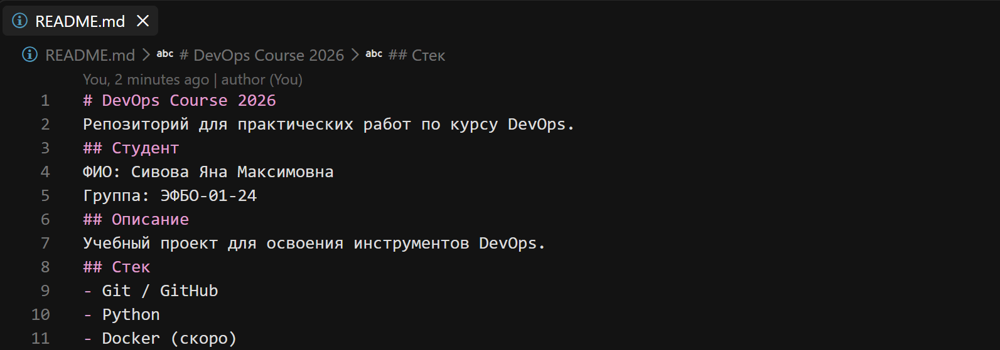 README.md
README.md > abc # DevOps Course 2026 > abc ## Стек
You, 2 minutes ago | author (You)
1 # DevOps Course 2026
2 Репозиторий для практических работ по курсу DevOps.
3 ## Студент
4 ФИО: Сивова Яна Максимовна
5 Группа: ЭФБО-01-24
6 ## Описание
7 Учебный проект для освоения инструментов DevOps.
8 ## Стек
9 - Git / GitHub
10 - Python
11 - Docker (скоро)